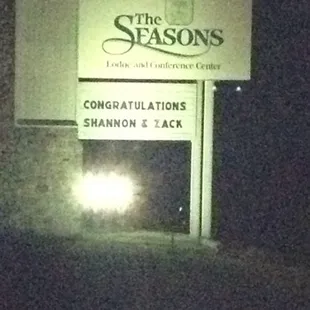 The
SEASONS
Lodge and Conference Center
CONGRATULATIONS
SHANNON & ZACK